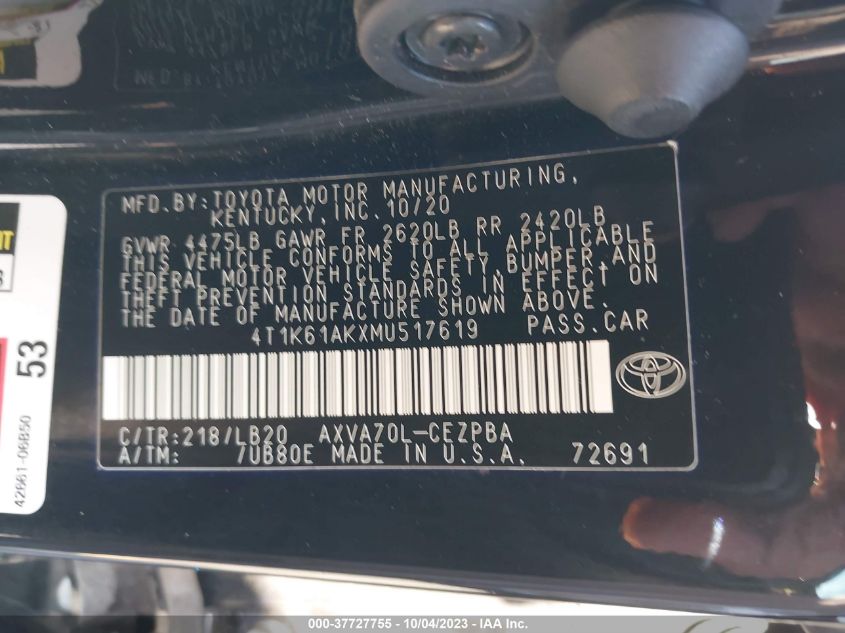 MFD.BY: TOYOTA MOTOR MANUFACTURING,
KENTUCKY, INC. 10/20
GVWR 4475LB GAWR FR 2620LB RR 2420LB
THIS VEHICLE CONFORMS TO ALL APPLICABLE
FEDERAL MOTOR VEHICLE SAFETY, BUMPER, AND
THEFT PREVENTION STANDARDS IN EFFECT ON
THE DATE OF MANUFACTURE SHOWN ABOVE.
4T1K61AKXMU517619 PASS.CAR
C/TR:218/LB20 AXVA70L-CEZPBA
A/TM: /UB80E MADE IN U.S.A. 72691
53
42661-06B50
000-37727755 - 10/04/2023 - IAA Inc.